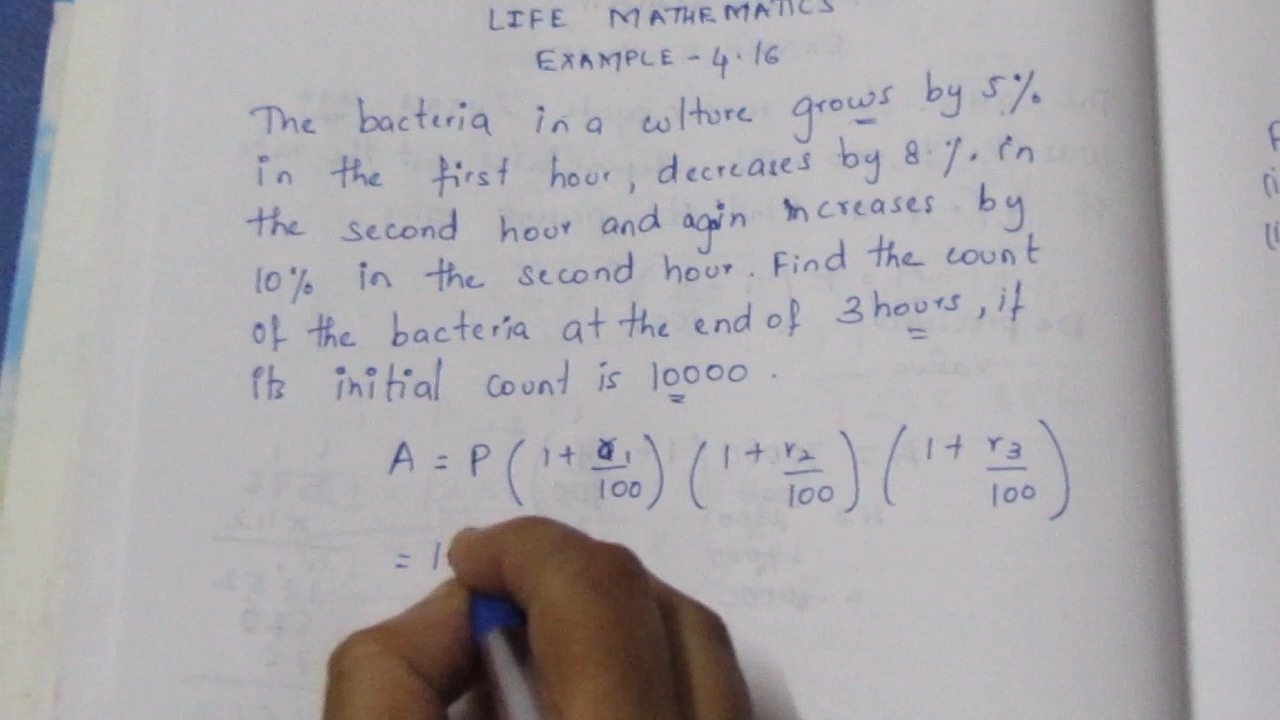 LIFE MATHEMATICS
EXAMPLE - 4.16
The bacteria in a culture grows by 5%
in the first hour, decreases by 8%. in
the second hour and agin increases by
10% in the second hour. Find the count
of the bacteria at the end of 3 hours, if
its initial count is 10000.
A = P (1 + r1/100) (1 + r2/100) (1 + r3/100)
= 1